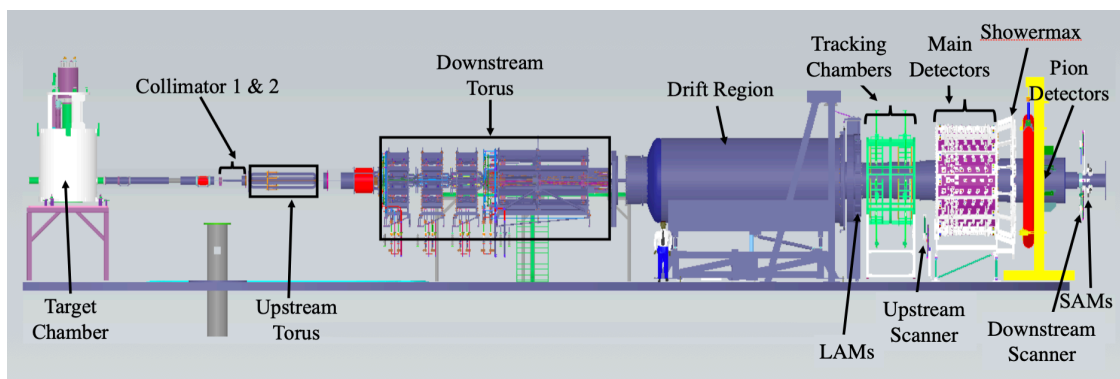 Collimator 1 & 2
Downstream
Torus
Drift Region
Tracking
Chambers
Main
Detectors
Showermax
Pion
Detectors
Target
Chamber
Upstream
Torus
LAMs
Upstream
Scanner
Downstream
Scanner
SAMs